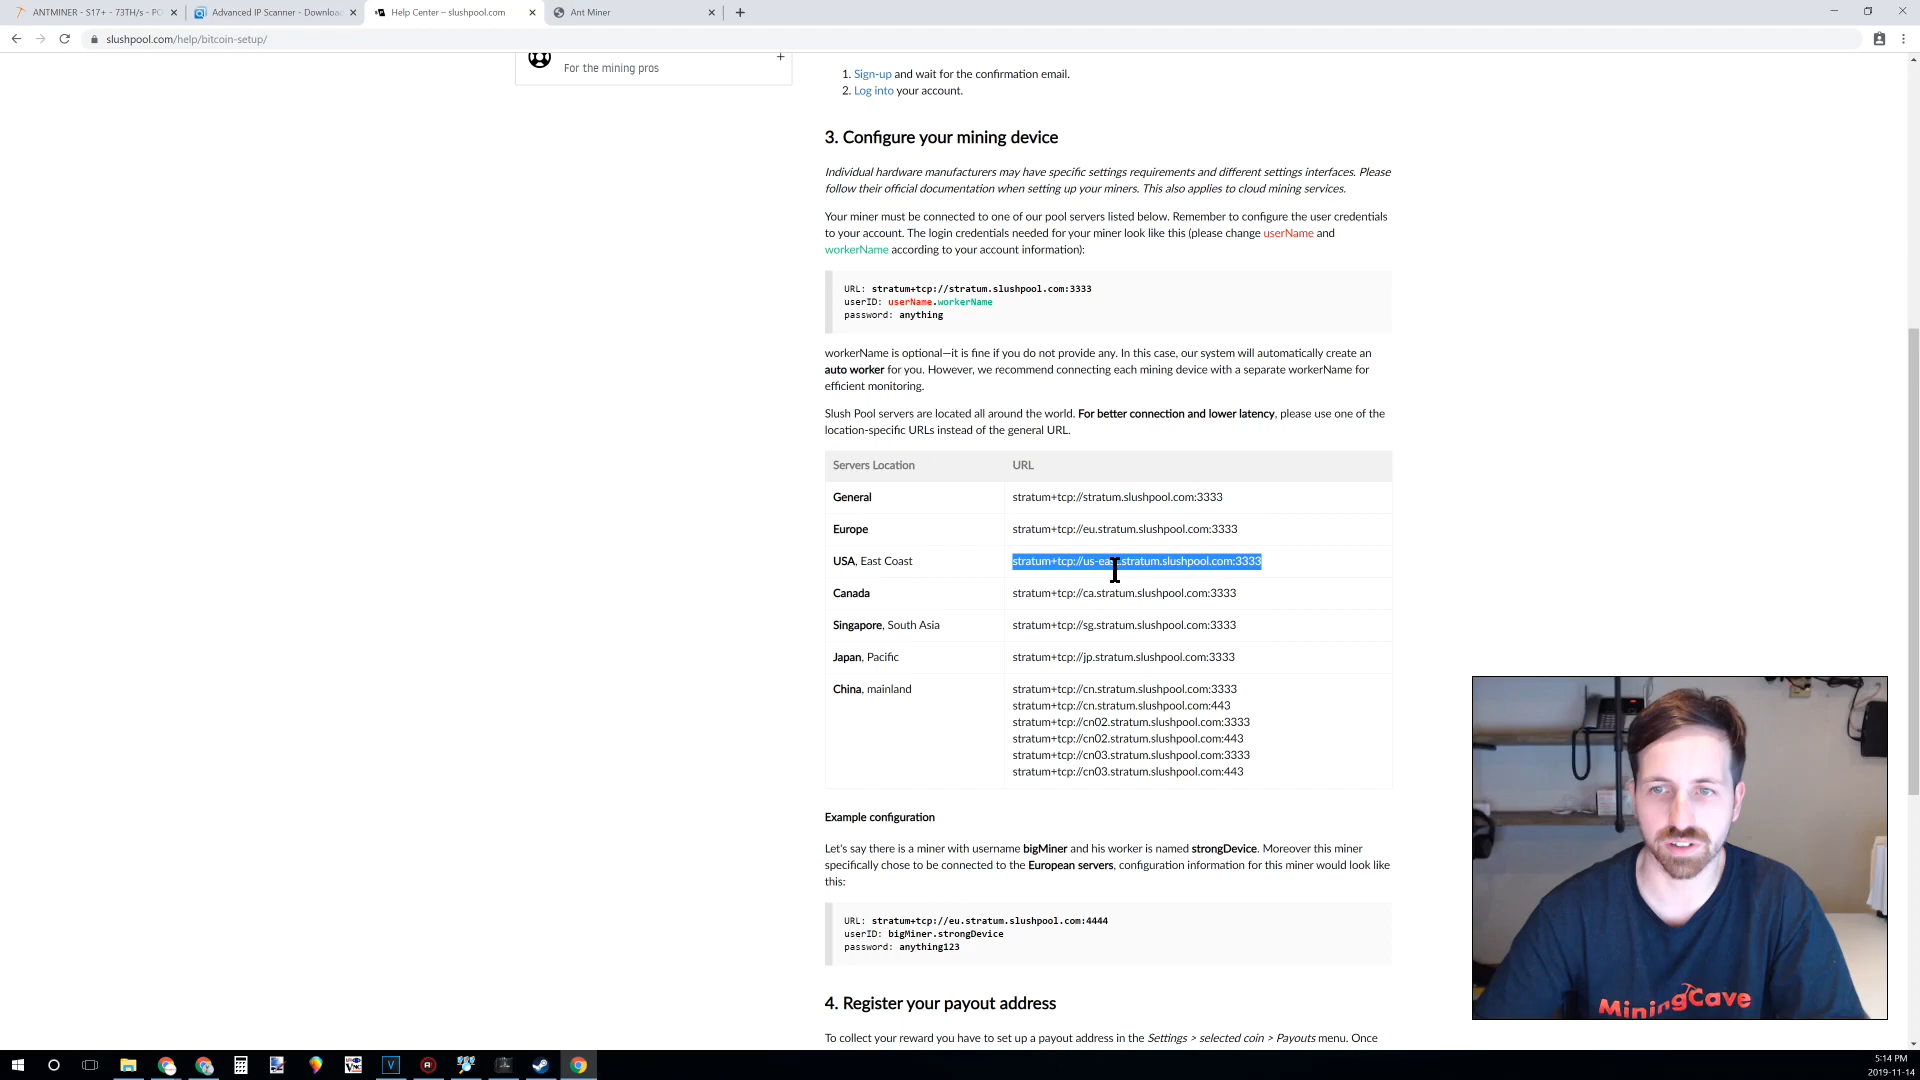 ANTMINER - S17+ - 73TH/s - PO
Advanced IP Scanner - Download
Help Center – slushpool.com
Ant Miner
slushpool.com/help/bitcoin-setup/
For the mining pros
1. Sign-up and wait for the confirmation email.
2. Log into your account.
3. Configure your mining device
Individual hardware manufacturers may have specific settings requirements and different settings interfaces. Please
follow their official documentation when setting up your miners. This also applies to cloud mining services.
Your miner must be connected to one of our pool servers listed below. Remember to configure the user credentials
to your account. The login credentials needed for your miner look like this (please change userName and
workerName according to your account information):
URL: stratum+tcp://stratum.slushpool.com:3333
userID: userName.workerName
password: anything
workerName is optional—it is fine if you do not provide any. In this case, our system will automatically create an
auto worker for you. However, we recommend connecting each mining device with a separate workerName for
efficient monitoring.
Slush Pool servers are located all around the world. For better connection and lower latency, please use one of the
location-specific URLs instead of the general URL.
Servers Location URL
General stratum+tcp://stratum.slushpool.com:3333
Europe stratum+tcp://eu.stratum.slushpool.com:3333
USA, East Coast stratum+tcp://us-east.stratum.slushpool.com:3333
Canada stratum+tcp://ca.stratum.slushpool.com:3333
Singapore, South Asia stratum+tcp://sg.stratum.slushpool.com:3333
Japan, Pacific stratum+tcp://jp.stratum.slushpool.com:3333
China, mainland stratum+tcp://cn.stratum.slushpool.com:3333
stratum+tcp://cn.stratum.slushpool.com:443
stratum+tcp://cn02.stratum.slushpool.com:3333
stratum+tcp://cn02.stratum.slushpool.com:443
stratum+tcp://cn03.stratum.slushpool.com:3333
stratum+tcp://cn03.stratum.slushpool.com:443
Example configuration
Let's say there is a miner with username bigMiner and his worker is named strongDevice. Moreover this miner
specifically chose to be connected to the European servers, configuration information for this miner would look like
this:
URL: stratum+tcp://eu.stratum.slushpool.com:4444
userID: bigMiner.strongDevice
password: anything123
4. Register your payout address
To collect your reward you have to set up a payout address in the Settings > selected coin > Payouts menu. Once
MiningCave
5:14 PM
2019-11-14